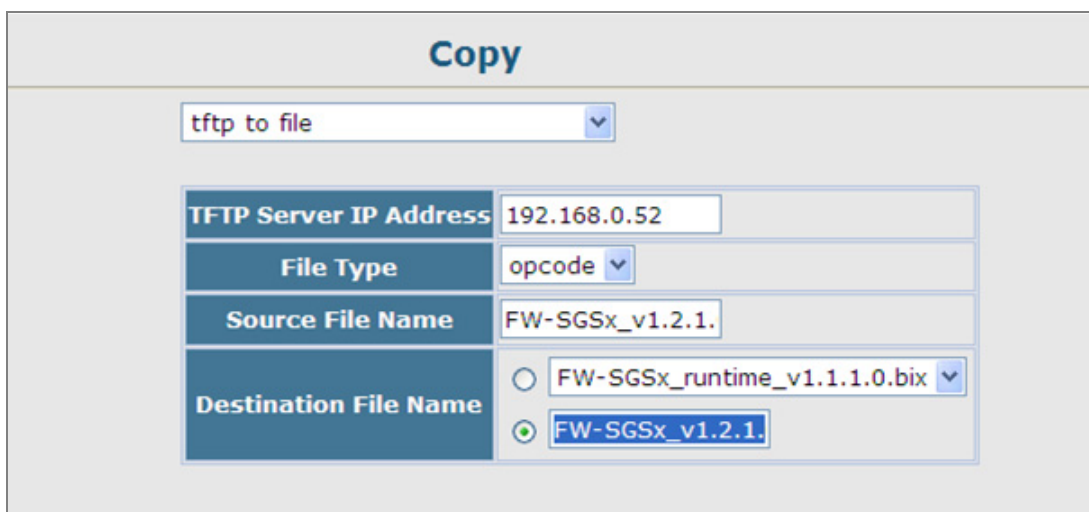 Copy
tftp to file
TFTP Server IP Address 192.168.0.52
File Type opcode
Source File Name FW-SGSx_v1.2.1.
FW-SGSx_runtime_v1.1.1.0.bix
Destination File Name
FW-SGSx_v1.2.1.